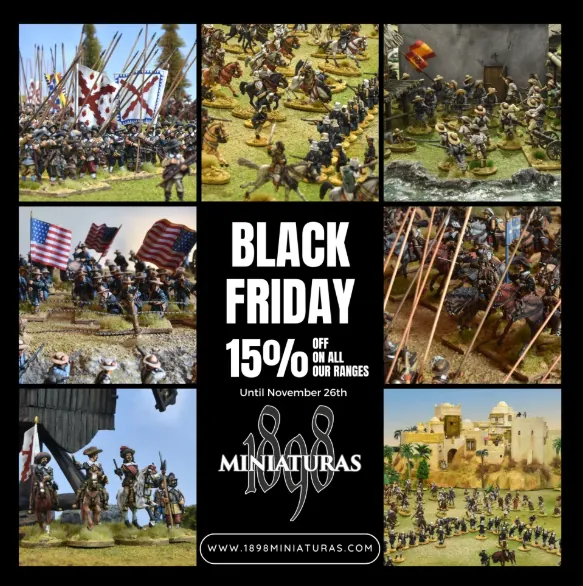 BLACK
FRIDAY
15% OFF
ON ALL
OUR RANGES
Until November 26th
1898
MINIATURAS
WWW.1898MINIATURAS.COM